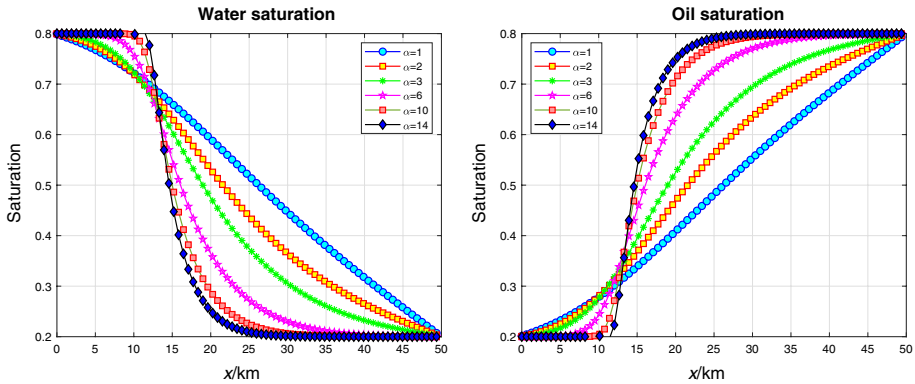 Water saturation
0.8
0.7
0.6
0.5
0.4
0.3
0.2
Saturation
α=1
α=2
α=3
α=6
α=10
α=14
0 5 10 15 20 25 30 35 40 45 50
x/km
Oil saturation
0.8
0.7
0.6
0.5
0.4
0.3
0.2
Saturation
α=1
α=2
α=3
α=6
α=10
α=14
0 5 10 15 20 25 30 35 40 45 50
x/km